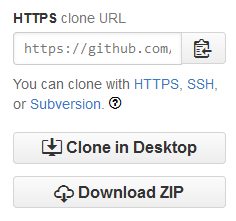 HTTPS clone URL
https://github.com/
You can clone with HTTPS, SSH,
or Subversion.
Clone in Desktop
Download ZIP